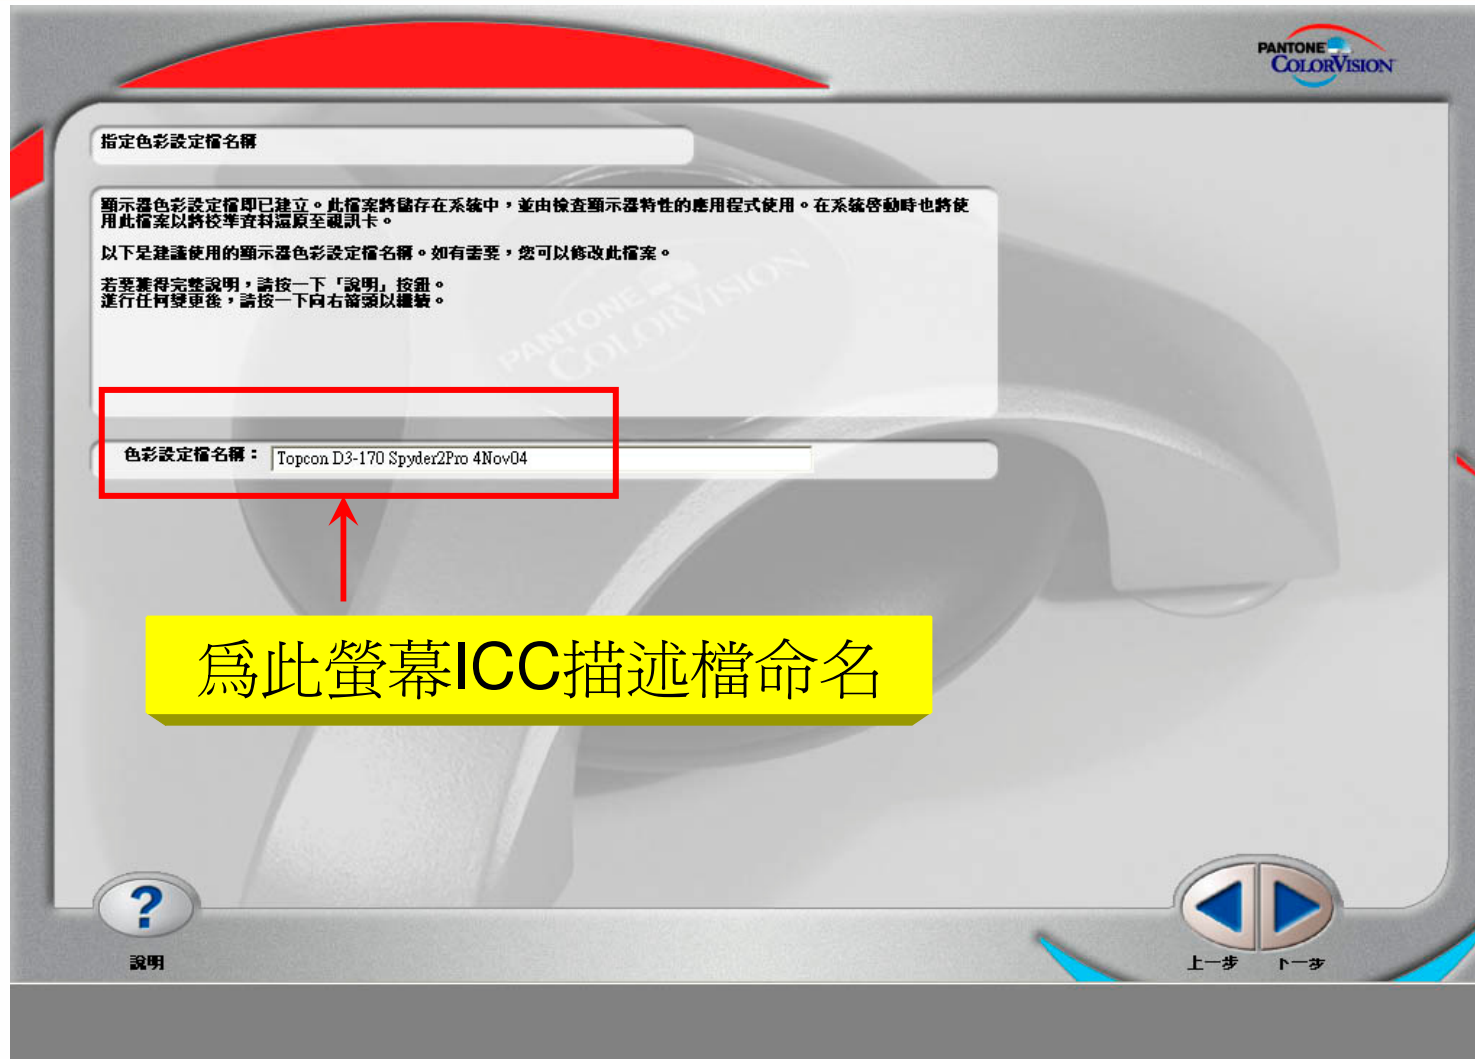 PANTONE
COLORVISION
指定色彩設定檔名稱
顯示器色彩設定檔即已建立。此檔案將儲存在系統中，並由檢查顯示器特性的應用程式使用。在系統啓動時也將使
用此檔案以將校準資料還原至視訊卡。
以下是建議使用的顯示器色彩設定檔名稱。如有需要，您可以修改此檔案。
若要獲得完整說明，請按一下「說明」按鈕。
進行任何變更後，請按一下向右箭頭以繼續。
PANTONE
COLORVISION
色彩設定檔名稱：
Topcon D3-170 Spyder2Pro 4Nov04
爲此螢幕ICC描述檔命名
?
說明
上一步
下一步